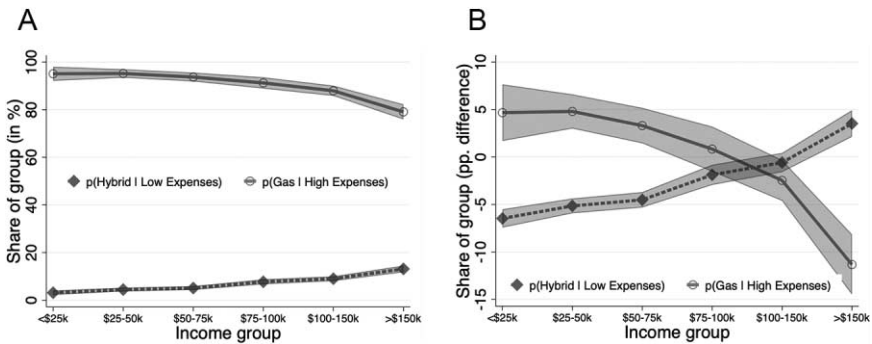 A
Share of group (in %)
100
80
60
40
20
0
p(Hybrid | Low Expenses) p(Gas | High Expenses)
<$25k $25-50k $50-75k $75-100k $100-150k >$150k
Income group
B
Share of group (pp. difference)
10
5
0
-5
-10
-15
p(Hybrid | Low Expenses) p(Gas | High Expenses)
<$25k $25-50k $50-75k $75-100k $100-150k >$150k
Income group